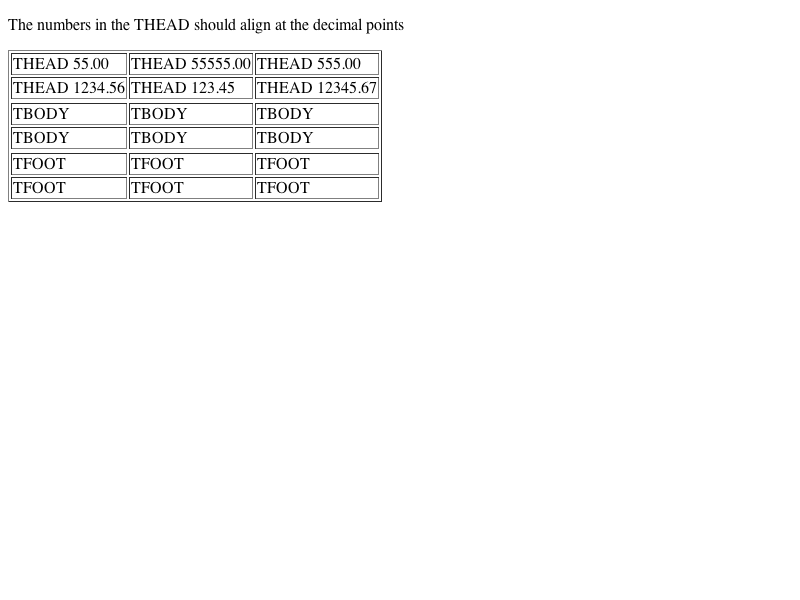 The numbers in the THEAD should align at the decimal points
THEAD 55.00 THEAD 55555.00 THEAD 555.00
THEAD 1234.56 THEAD 123.45 THEAD 12345.67
TBODY TBODY TBODY
TBODY TBODY TBODY
TFOOT TFOOT TFOOT
TFOOT TFOOT TFOOT